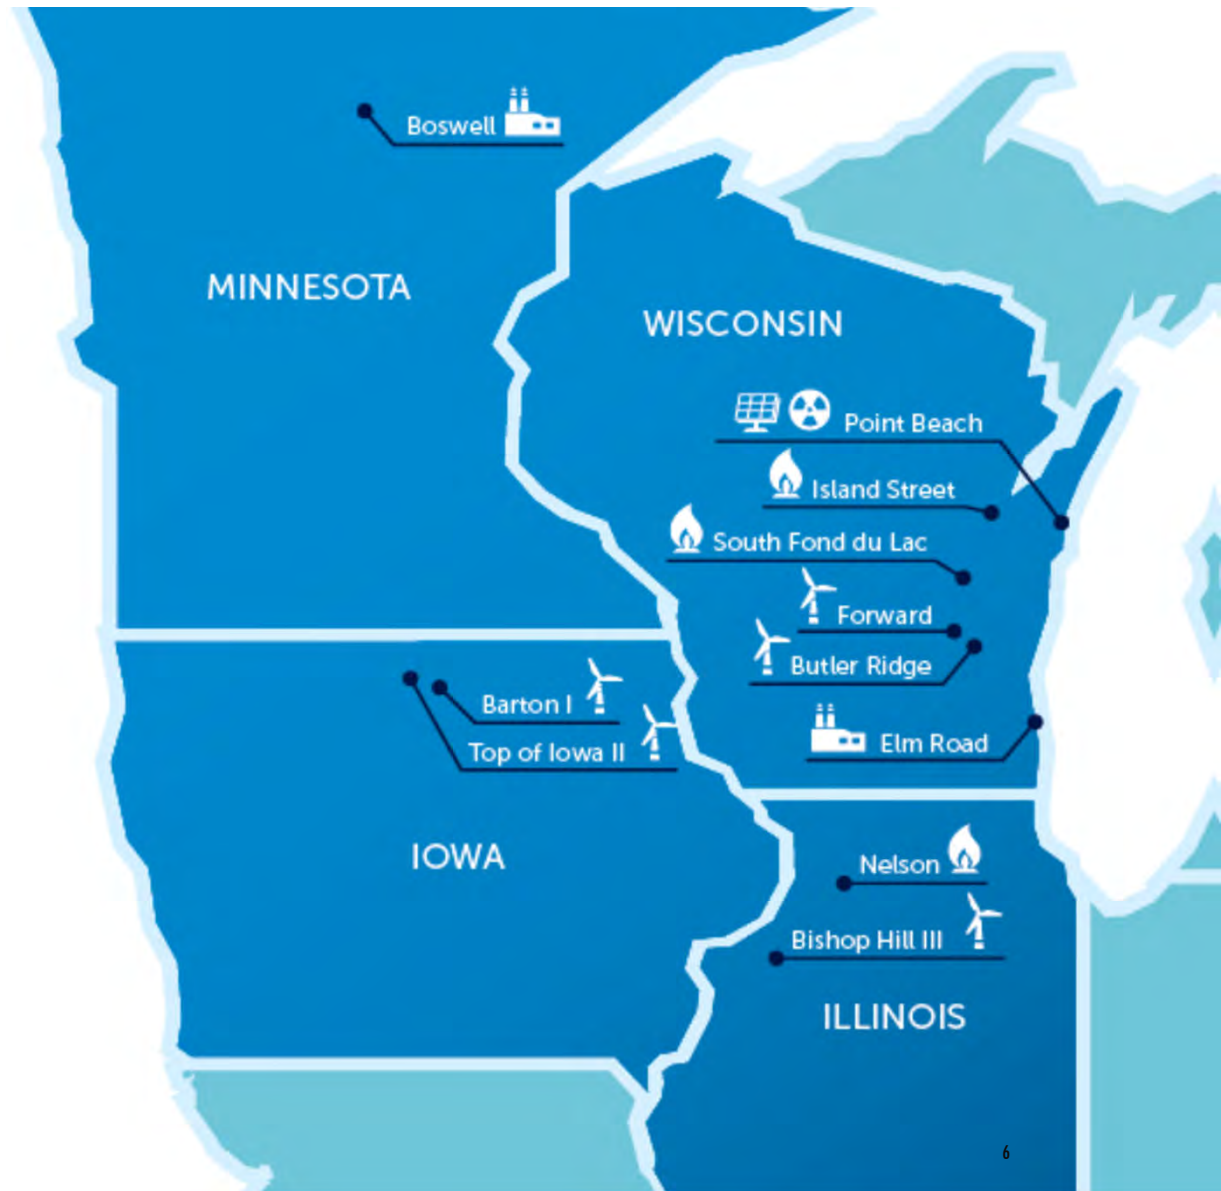 Boswell
MINNESOTA
WISCONSIN
Point Beach
Island Street
South Fond du Lac
Forward
Butler Ridge
Barton I
Top of Iowa II
Elm Road
IOWA
Nelson
Bishop Hill III
ILLINOIS
6